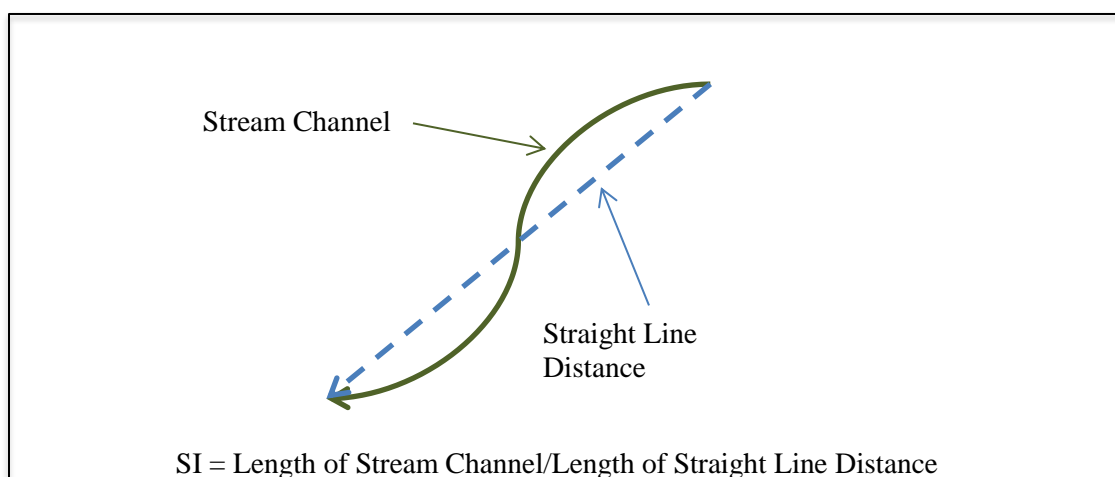 Stream Channel
Straight Line
Distance
SI = Length of Stream Channel/Length of Straight Line Distance